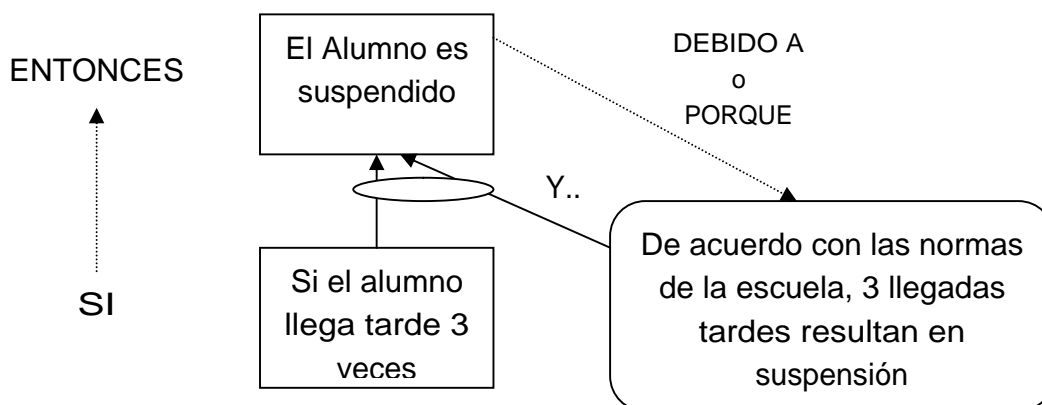 El Alumno es
suspendido
ENTONCES
DEBIDO A
o
PORQUE
Y..
SI
Si el alumno
llega tarde 3
veces
De acuerdo con las normas
de la escuela, 3 llegadas
tardes resultan en
suspensión